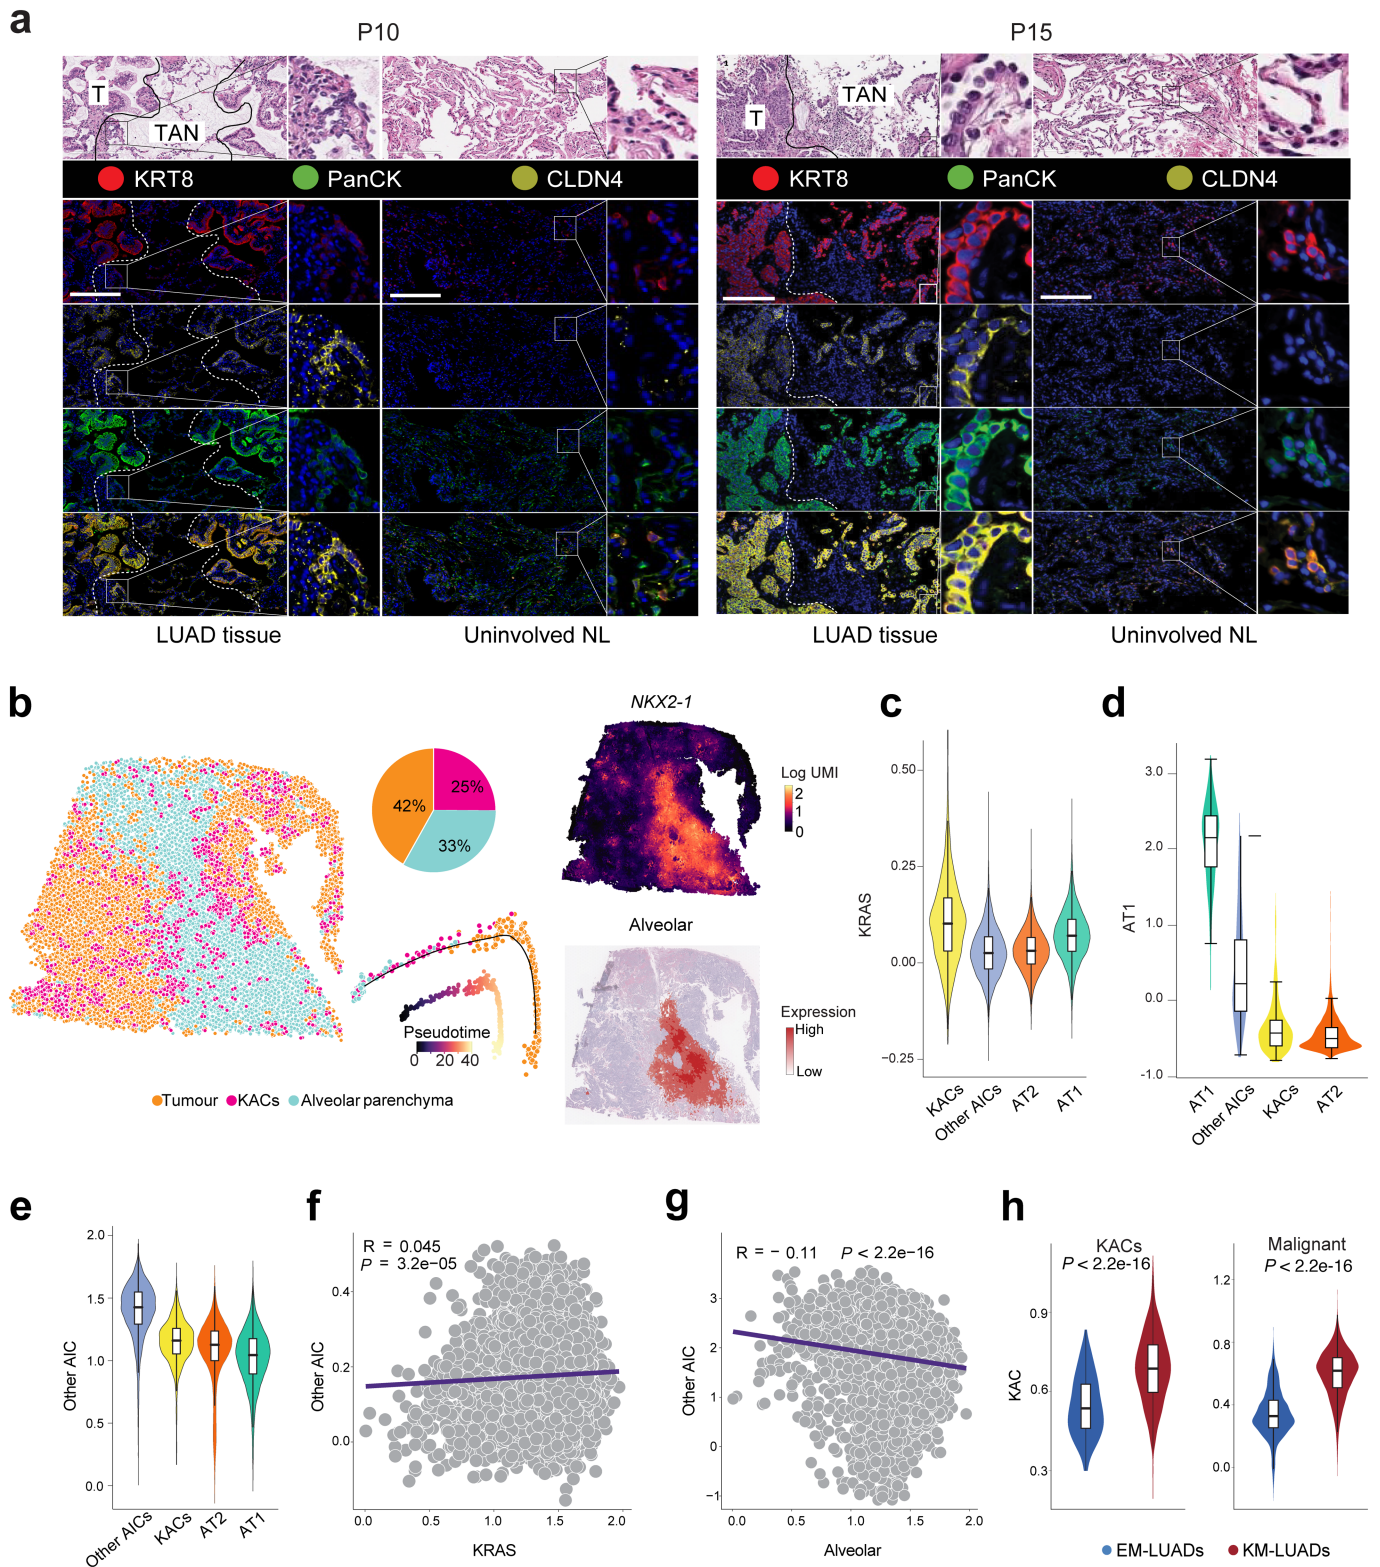 a
P10
P15
T
TAN
T
TAN
KRT8
PanCK
CLDN4
KRT8
PanCK
CLDN4
LUAD tissue
Uninvolved NL
LUAD tissue
Uninvolved NL
b
42%
25%
33%
Pseudotime
0 20 40
NKX2-1
Log UMI
2
1
0
Alveolar
Expression
High
Low
Tumour
KACs
Alveolar parenchyma
c
KRAS
0.50
0.25
0.00
−0.25
KACs
Other AICs
AT2
AT1
d
AT1
3.0
2.0
1.0
0.0
-1.0
AT1
Other AICs
KACs
AT2
e
Other AIC
2.0
1.5
1.0
0.5
0.0
Other AICs
KACs
AT2
AT1
f
R = 0.045
P = 3.2e−05
Other AIC
0.4
0.2
0.0
0 0.5 1.0 1.5 2.0
KRAS
g
R = − 0.11 P < 2.2e−16
Other AIC
3
2
1
0
−1
0.0 0.5 1.0 1.5 2.0
Alveolar
h
KACs
P < 2.2e-16
KAC
0.9
0.6
0.3
Malignant
P < 2.2e−16
1.2
0.8
0.4
0.0
EM-LUADs
KM-LUADs